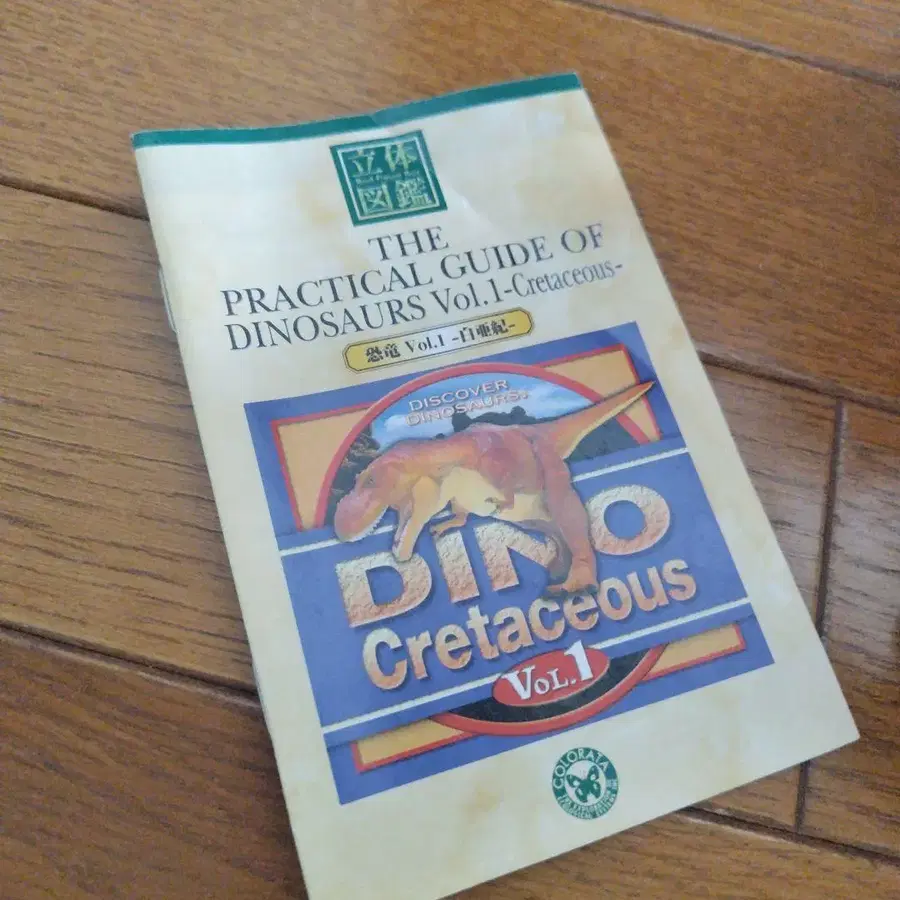 立体
図鑑
THE
PRACTICAL GUIDE OF
DINOSAURS Vol.1-Cretaceous-
恐竜 Vol.1 -白亜紀-
DISCOVER
DINOSAURS!
DINO
Cretaceous
VOL.1
COLORATA